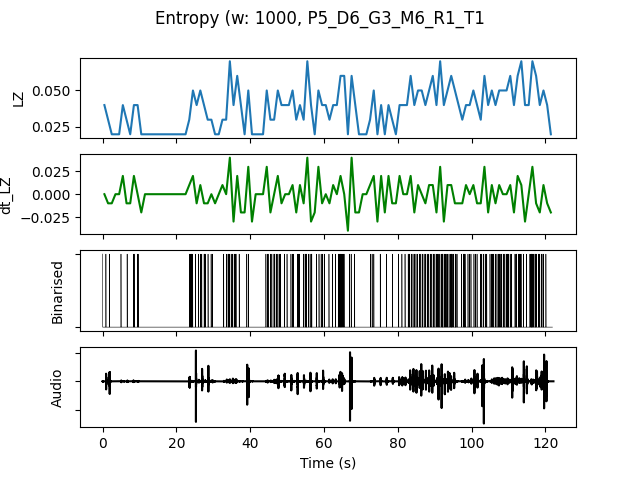 Entropy (w: 1000, P5_D6_G3_M6_R1_T1
LZ
0.050
0.025
dt_LZ
0.025
0.000
−0.025
Binarised
Audio
0 20 40 60 80 100 120
Time (s)